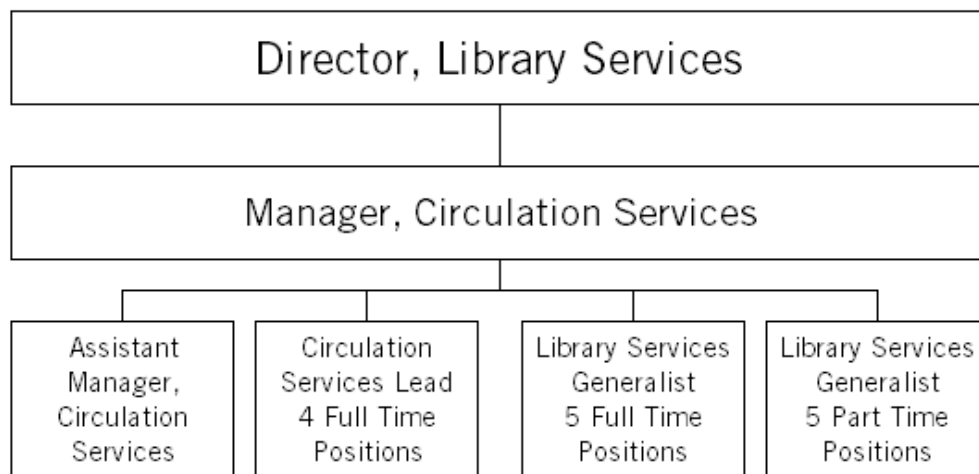 Director, Library Services
Manager, Circulation Services
Assistant
Manager,
Circulation
Services
Circulation
Services Lead
4 Full Time
Positions
Library Services
Generalist
5 Full Time
Positions
Library Services
Generalist
5 Part Time
Positions